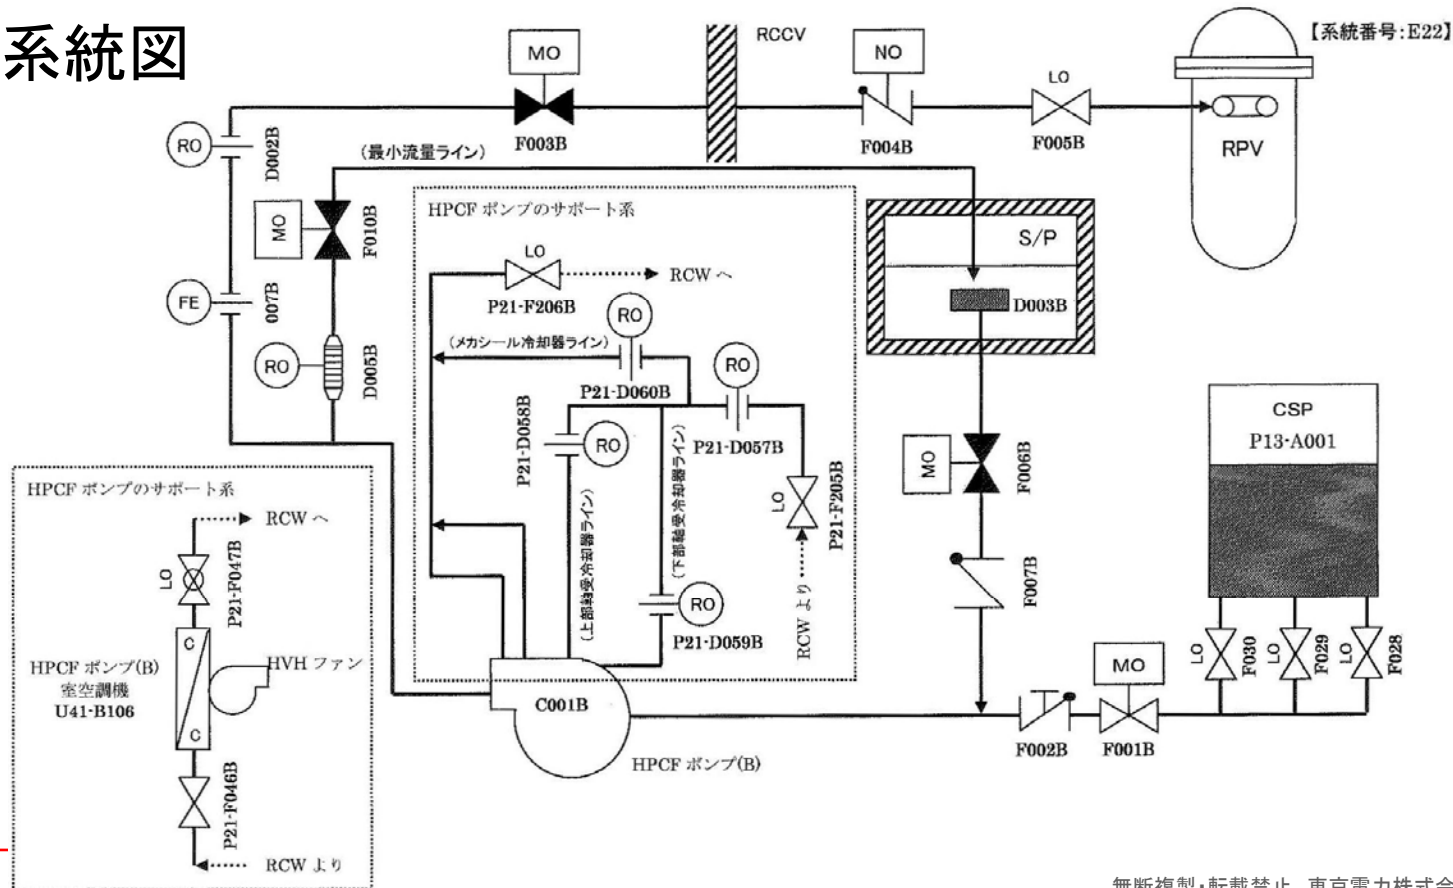 系統図
【系統番号:E22】
MO
F003B
RCCV
NO
F004B
LO
F005B
RPV
RO
D002B
(最小流量ライン)
MO
F010B
FE
007B
RO
D005B
HPCF ポンプのサポート系
LO
P21-F206B
RCW へ
(メカシール冷却器ライン)
RO
P21-D060B
RO
P21-D057B
P21-D058B
RO
(上部軸受冷却器ライン)
(下部軸受冷却器ライン)
RO
P21-D059B
LO
P21-F205B
RCW より
S/P
D003B
MO
F006B
F007B
CSP
P13-A001
LO
F030
LO
F029
LO
F028
MO
F001B
F002B
C001B
HPCF ポンプ(B)
HPCF ポンプのサポート系
RCW へ
LO
P21-F047B
C
HPCF ポンプ(B)
室空調機
U41-B106
HVH ファン
C
P21-F046B
RCW より
無断複製・転載禁止 東京電力株式会